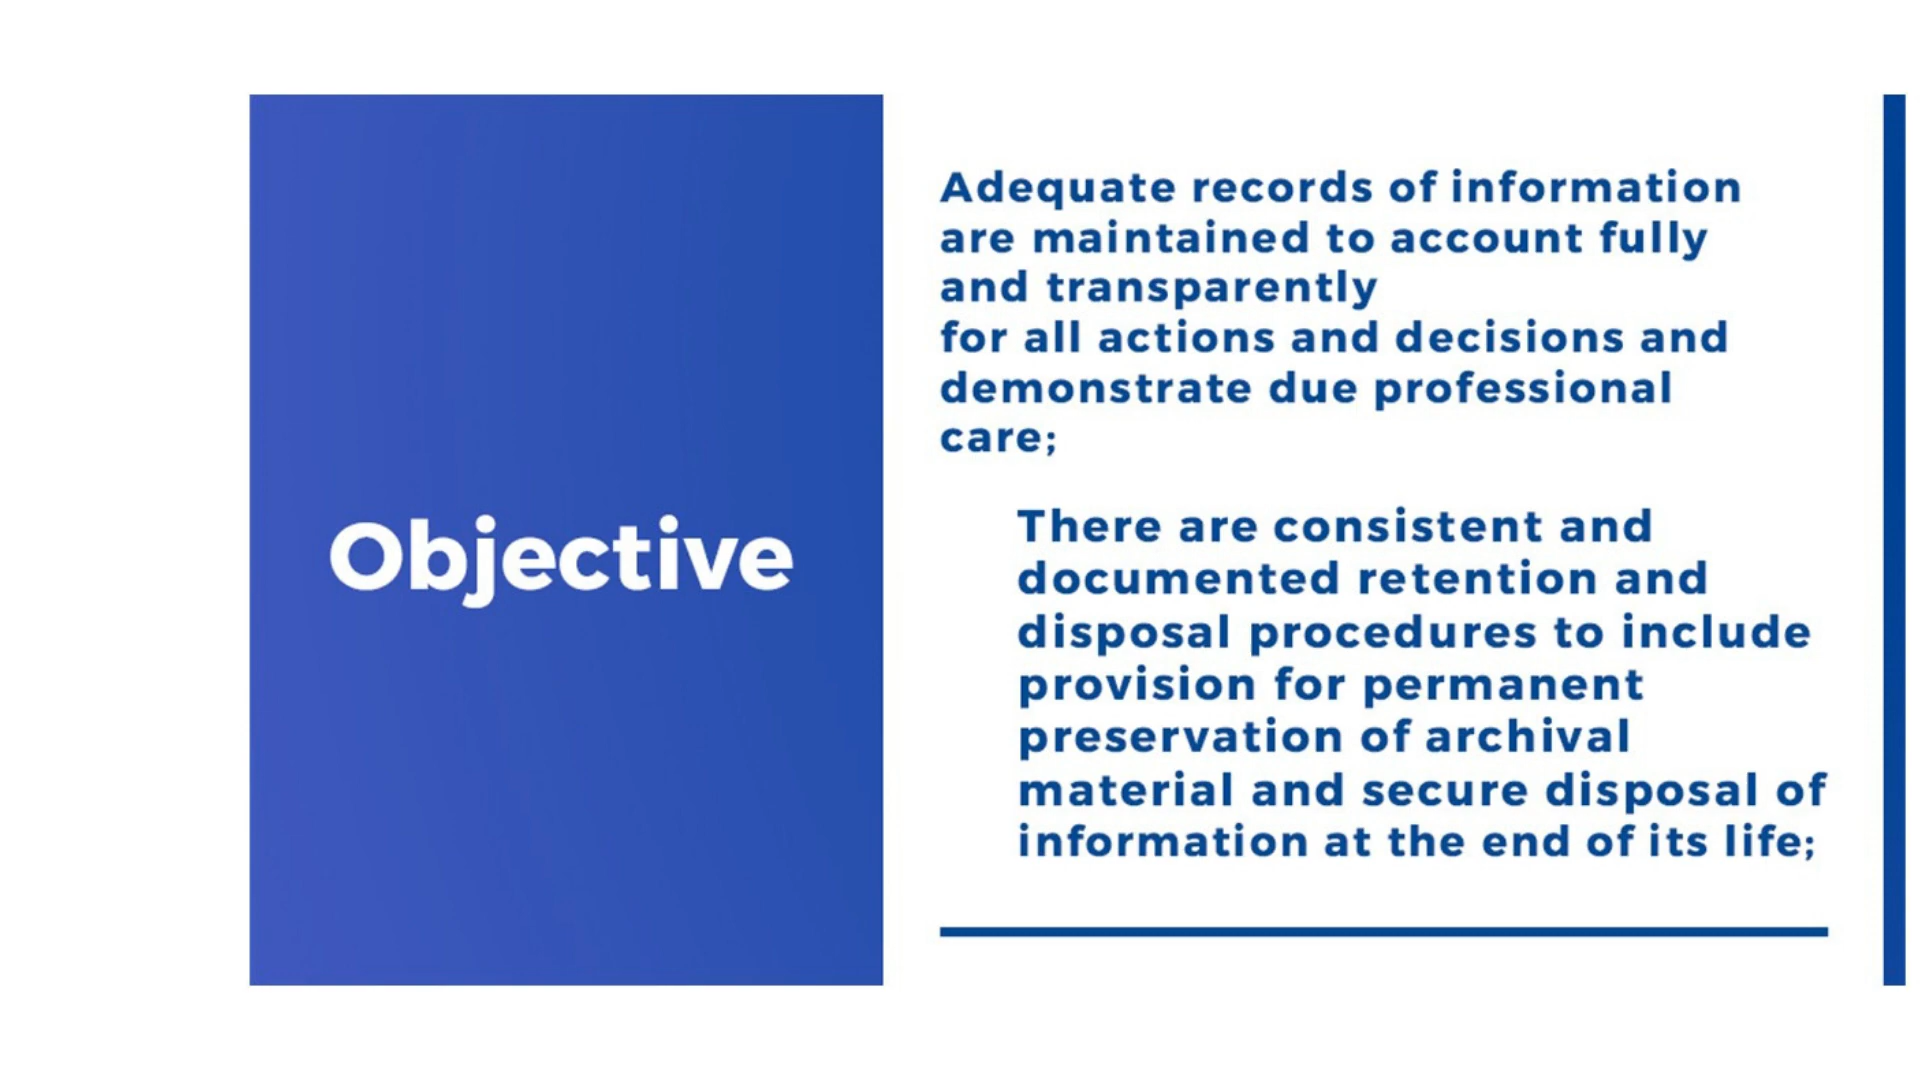 Objective
Adequate records of information
are maintained to account fully
and transparently
for all actions and decisions and
demonstrate due professional
care;
There are consistent and
documented retention and
disposal procedures to include
provision for permanent
preservation of archival
material and secure disposal of
information at the end of its life;